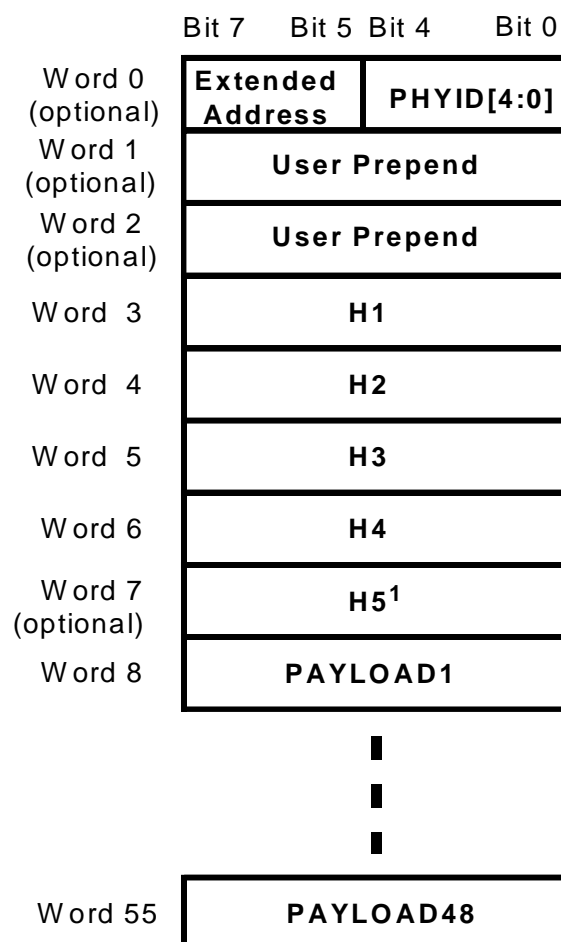 Bit 7 Bit 5 Bit 4 Bit 0
Word 0
(optional)
Extended
Address
PHYID[4:0]
Word 1
(optional)
User Prepend
Word 2
(optional)
User Prepend
Word 3
H1
Word 4
H2
Word 5
H3
Word 6
H4
Word 7
(optional)
H5¹
Word 8
PAYLOAD1
Word 55
PAYLOAD48